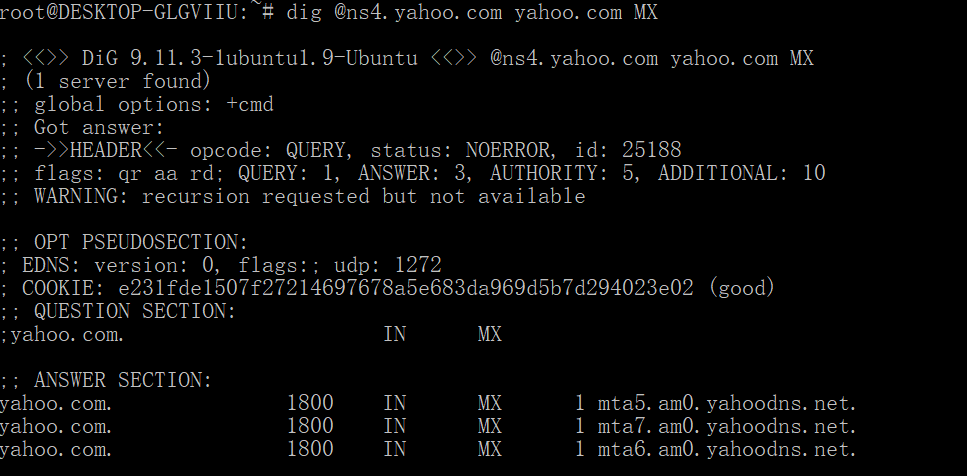 root@DESKTOP-GLGVIIU:~# dig @ns4.yahoo.com yahoo.com MX
; <<>> DiG 9.11.3-1ubuntu1.9-Ubuntu <<>> @ns4.yahoo.com yahoo.com MX
; (1 server found)
;; global options: +cmd
;; Got answer:
;; ->>HEADER<<- opcode: QUERY, status: NOERROR, id: 25188
;; flags: qr aa rd; QUERY: 1, ANSWER: 3, AUTHORITY: 5, ADDITIONAL: 10
;; WARNING: recursion requested but not available
;; OPT PSEUDOSECTION:
; EDNS: version: 0, flags:; udp: 1272
; COOKIE: e231fde1507f27214697678a5e683da969d5b7d294023e02 (good)
;; QUESTION SECTION:
;yahoo.com. IN MX
;; ANSWER SECTION:
yahoo.com. 1800 IN MX 1 mta5.am0.yahoodns.net.
yahoo.com. 1800 IN MX 1 mta7.am0.yahoodns.net.
yahoo.com. 1800 IN MX 1 mta6.am0.yahoodns.net.